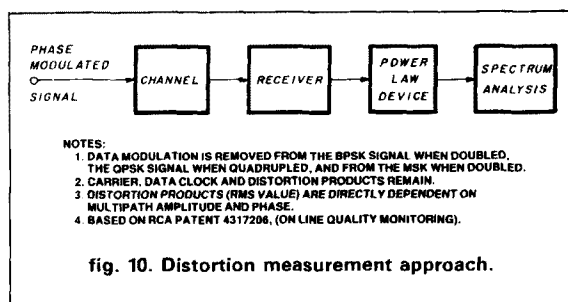 PHASE
MODULATED
SIGNAL
CHANNEL
RECEIVER
POWER
LAW
DEVICE
SPECTRUM
ANALYSIS
NOTES:
1. DATA MODULATION IS REMOVED FROM THE BPSK SIGNAL WHEN DOUBLED,
THE QPSK SIGNAL WHEN QUADRUPLED, AND FROM THE MSK WHEN DOUBLED.
2. CARRIER, DATA CLOCK AND DISTORTION PRODUCTS REMAIN.
3 DISTORTION PRODUCTS (RMS VALUE) ARE DIRECTLY DEPENDENT ON
MULTIPATH AMPLITUDE AND PHASE.
4. BASED ON RCA PATENT 4317206, (ON LINE QUALITY MONITORING).
fig. 10. Distortion measurement approach.